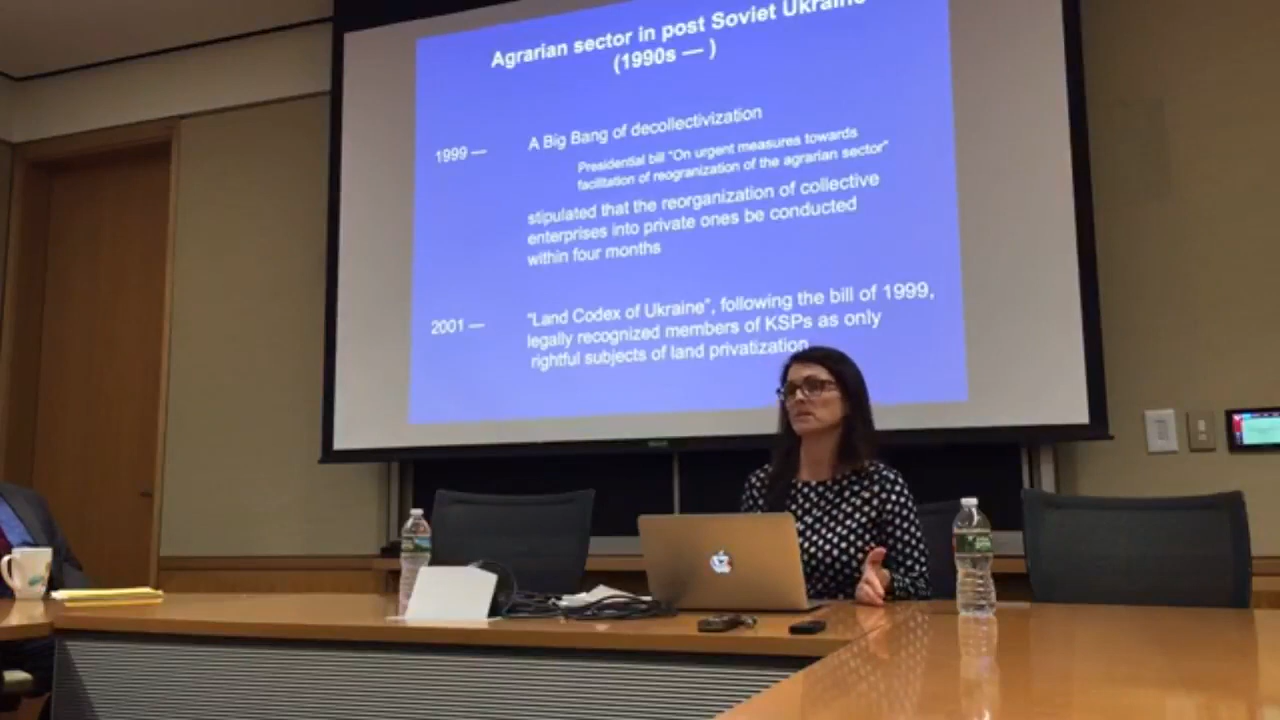 Agrarian sector in post Soviet Ukraine
(1990s — )
1999 —
A Big Bang of decollectivization
Presidential bill "On urgent measures towards
facilitation of reogranization of the agrarian sector"
stipulated that the reorganization of collective
enterprises into private ones be conducted
within four months
2001 —
"Land Codex of Ukraine", following the bill of 1999,
legally recognized members of KSPs as only
rightful subjects of land privatization